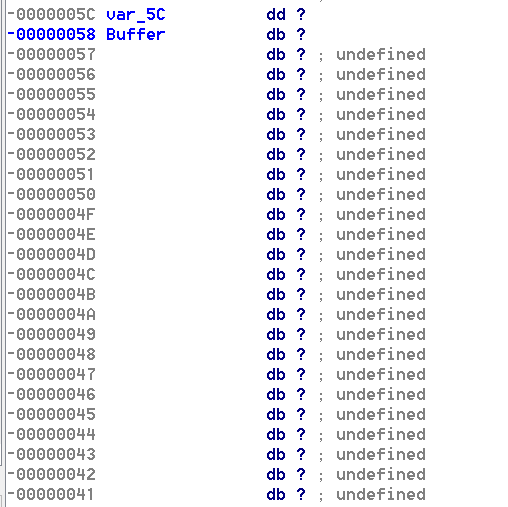 -0000005C var_5C dd ?
-00000058 Buffer db ?
-00000057 db ? ; undefined
-00000056 db ? ; undefined
-00000055 db ? ; undefined
-00000054 db ? ; undefined
-00000053 db ? ; undefined
-00000052 db ? ; undefined
-00000051 db ? ; undefined
-00000050 db ? ; undefined
-0000004F db ? ; undefined
-0000004E db ? ; undefined
-0000004D db ? ; undefined
-0000004C db ? ; undefined
-0000004B db ? ; undefined
-0000004A db ? ; undefined
-00000049 db ? ; undefined
-00000048 db ? ; undefined
-00000047 db ? ; undefined
-00000046 db ? ; undefined
-00000045 db ? ; undefined
-00000044 db ? ; undefined
-00000043 db ? ; undefined
-00000042 db ? ; undefined
-00000041 db ? ; undefined